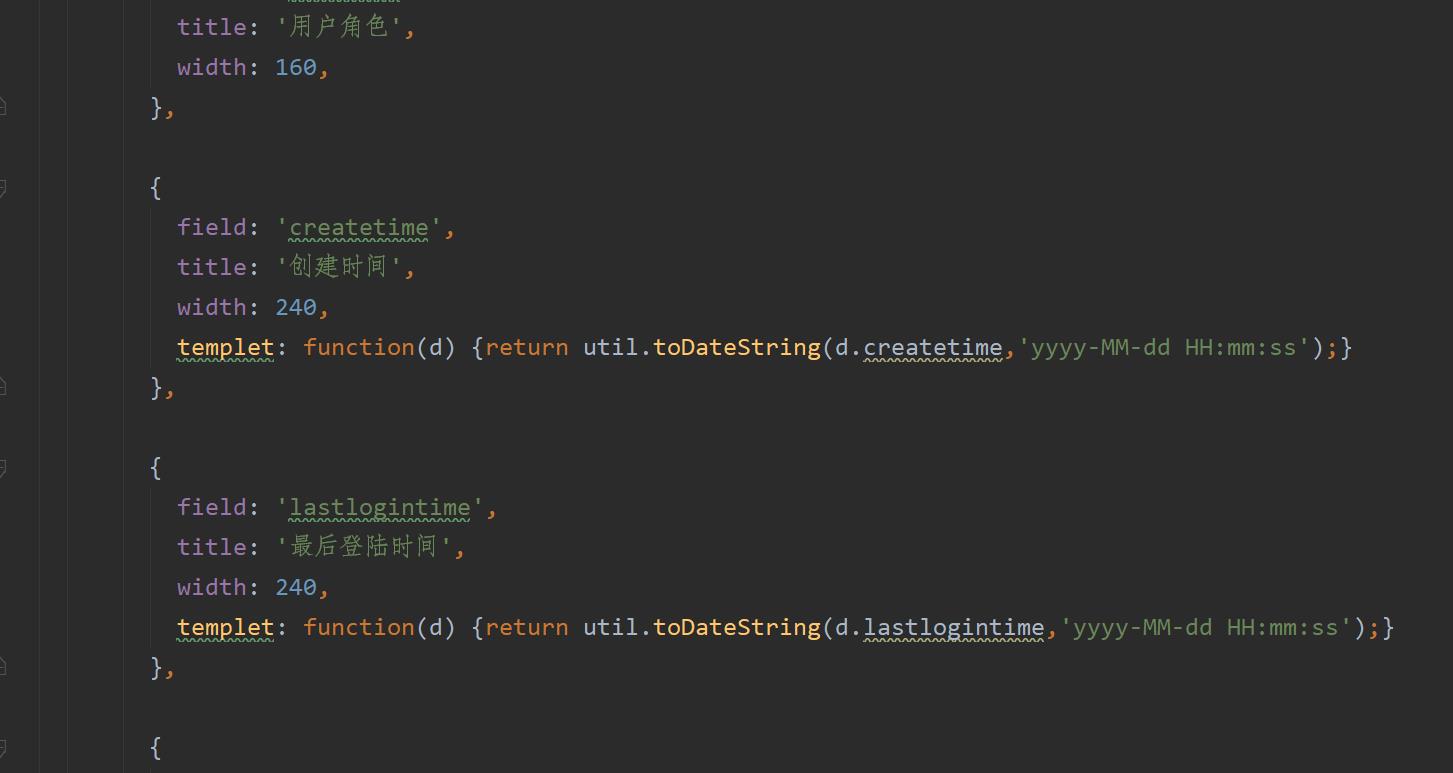 title: '用户角色',
width: 160,
},
{
field: 'createtime',
title: '创建时间',
width: 240,
templet: function(d) {return util.toDateString(d.createtime,'yyyy-MM-dd HH:mm:ss');}
},
{
field: 'lastlogintime',
title: '最后登陆时间',
width: 240,
templet: function(d) {return util.toDateString(d.lastlogintime,'yyyy-MM-dd HH:mm:ss');}
},
{